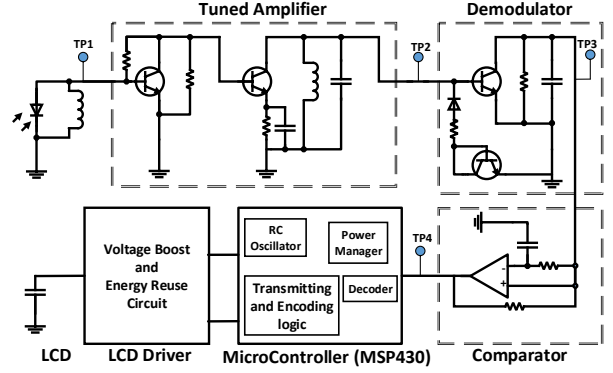 Tuned Amplifier
Demodulator
TP1
TP2
TP3
Voltage Boost
and
Energy Reuse
Circuit
RC
Oscillator
Power
Manager
Transmitting
and Encoding
logic
Decoder
TP4
-
+
LCD
LCD Driver
MicroController (MSP430)
Comparator